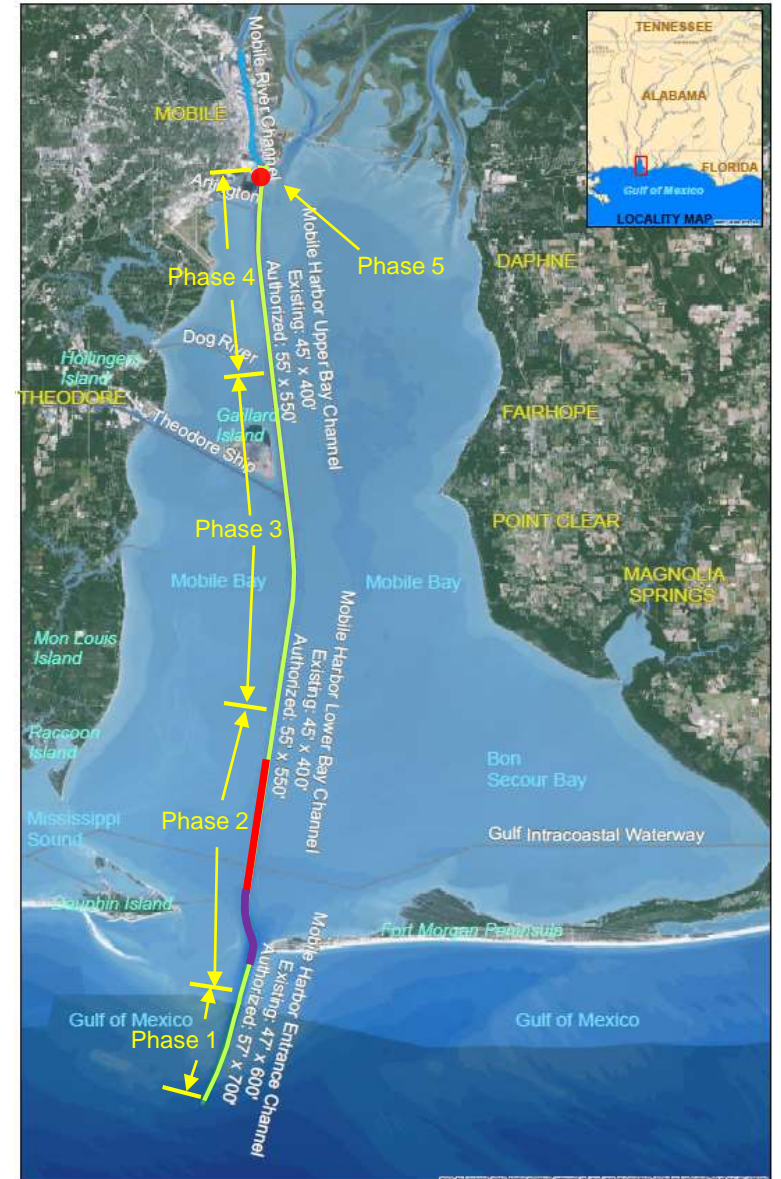 TENNESSEE
ALABAMA
FLORIDA
Gulf of Mexico
LOCALITY MAP
Mobile River Channel
MOBILE
Arlington
Phase 4
Phase 5
Mobile Harbor Upper Bay Channel
Existing: 45' x 400'
Authorized: 55' x 550'
DAPHNE
Dog River
Hollingers
Island
THEODORE
Gaillard
Island
Theodore Ship
FAIRHOPE
Phase 3
POINT CLEAR
Mobile Bay
Mobile Bay
MAGNOLIA
SPRINGS
Mon Louis
Island
Mobile Harbor Lower Bay Channel
Existing: 45' x 400'
Authorized: 55' x 550'
Raccoon
Island
Bon
Secour Bay
Mississippi
Sound
Phase 2
Gulf Intracoastal Waterway
Dauphin Island
Fort Morgan Peninsula
Mobile Harbor Entrance Channel
Existing: 47' x 600'
Authorized: 57' x 700'
Gulf of Mexico
Gulf of Mexico
Phase 1